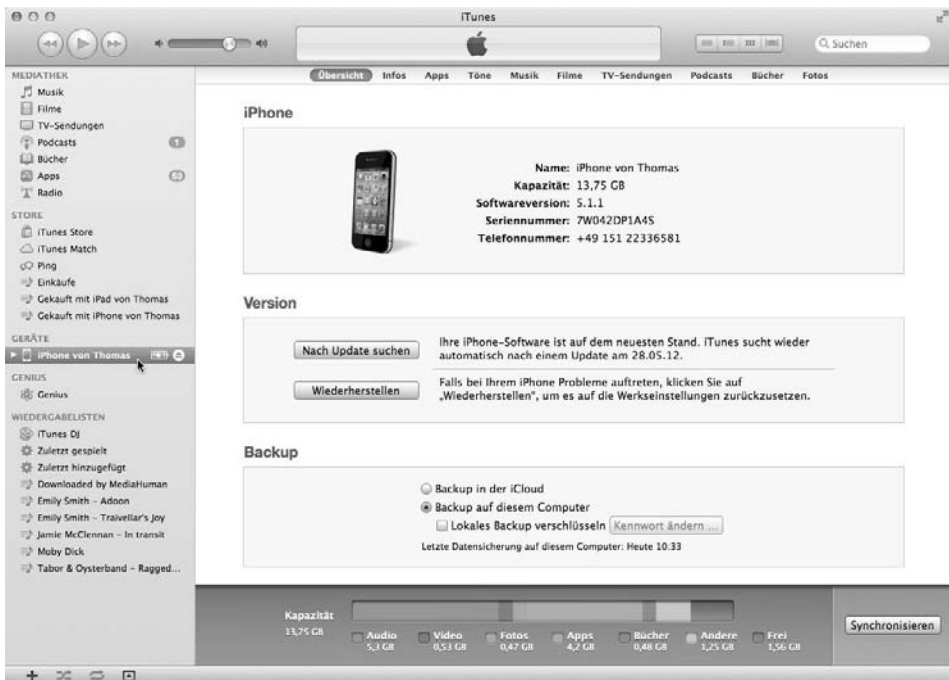 iTunes
Suchen
MEDIATHEK
Musik
Filme
TV-Sendungen
Podcasts 1
Bücher
Apps 53
Radio
STORE
iTunes Store
iTunes Match
Ping
Einkäufe
Gekauft mit iPad von Thomas
Gekauft mit iPhone von Thomas
GERÄTE
iPhone von Thomas
GENIUS
Genius
WIEDERGABELISTEN
iTunes DJ
Zuletzt gespielt
Zuletzt hinzugefügt
Downloaded by MediaHuman
Emily Smith – Adoon
Emily Smith – Traivellar's Joy
Jamie McClennan – In transit
Moby Dick
Tabor & Oysterband – Ragged...
Übersicht Infos Apps Töne Musik Filme TV-Sendungen Podcasts Bücher Fotos
iPhone
Name: iPhone von Thomas
Kapazität: 13,75 GB
Softwareversion: 5.1.1
Seriennummer: 7W042DP1A4S
Telefonnummer: +49 151 22336581
Version
Nach Update suchen
Ihre iPhone-Software ist auf dem neuesten Stand. iTunes sucht wieder
automatisch nach einem Update am 28.05.12.
Wiederherstellen
Falls bei Ihrem iPhone Probleme auftreten, klicken Sie auf
„Wiederherstellen“, um es auf die Werkseinstellungen zurückzusetzen.
Backup
Backup in der iCloud
Backup auf diesem Computer
Lokales Backup verschlüsseln Kennwort ändern ...
Letzte Datensicherung auf diesem Computer: Heute 10:33
Kapazität
13,75 GB
Audio Video Fotos Apps Bücher Andere Frei
5,3 GB 0,53 GB 0,47 GB 4,2 GB 0,48 GB 1,25 GB 1,56 GB
Synchronisieren